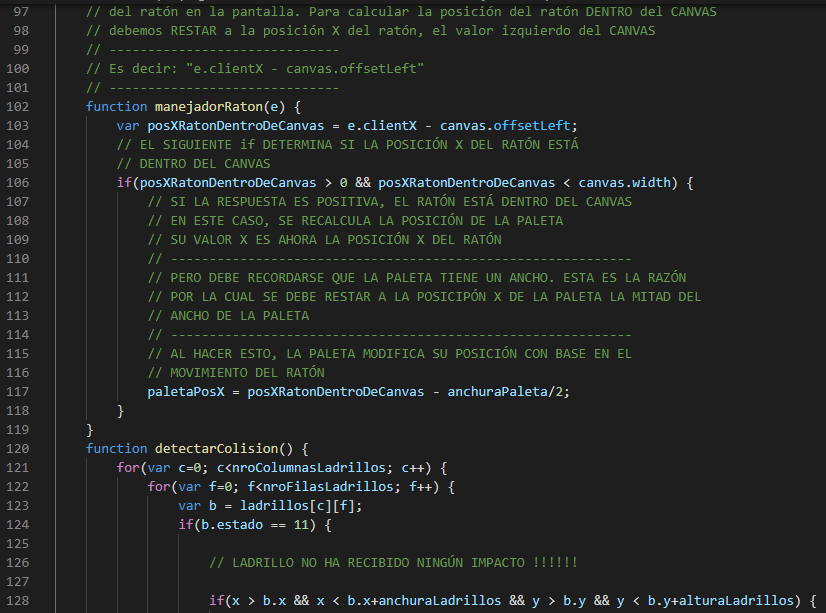 97 // del ratón en la pantalla. Para calcular la posición del ratón DENTRO del CANVAS
98 // debemos RESTAR a la posición X del ratón, el valor izquierdo del CANVAS
99 // ------------------------------
100 // Es decir: "e.clientX - canvas.offsetLeft"
101 // ------------------------------
102 function manejadorRaton(e) {
103 var posXRatonDentroDeCanvas = e.clientX - canvas.offsetLeft;
104 // EL SIGUIENTE if DETERMINA SI LA POSICIÓN X DEL RATÓN ESTÁ
105 // DENTRO DEL CANVAS
106 if(posXRatonDentroDeCanvas > 0 && posXRatonDentroDeCanvas < canvas.width) {
107 // SI LA RESPUESTA ES POSITIVA, EL RATÓN ESTÁ DENTRO DEL CANVAS
108 // EN ESTE CASO, SE RECALCULA LA POSICIÓN DE LA PALETA
109 // SU VALOR X ES AHORA LA POSICIÓN X DEL RATÓN
110 // ------------------------------------------------------------
111 // PERO DEBE RECORDARSE QUE LA PALETA TIENE UN ANCHO. ESTA ES LA RAZÓN
112 // POR LA CUAL SE DEBE RESTAR A LA POSICIPÓN X DE LA PALETA LA MITAD DEL
113 // ANCHO DE LA PALETA
114 // ------------------------------------------------------------
115 // AL HACER ESTO, LA PALETA MODIFICA SU POSICIÓN CON BASE EN EL
116 // MOVIMIENTO DEL RATÓN
117 paletaPosX = posXRatonDentroDeCanvas - anchuraPaleta/2;
118 }
119 }
120 function detectarColision() {
121 for(var c=0; c<nroColumnasLadrillos; c++) {
122 for(var f=0; f<nroFilasLadrillos; f++) {
123 var b = ladrillos[c][f];
124 if(b.estado == 11) {
125
126 // LADRILLO NO HA RECIBIDO NINGÚN IMPACTO !!!!!!
127
128 if(x > b.x && x < b.x+anchuraLadrillos && y > b.y && y < b.y+alturaLadrillos) {